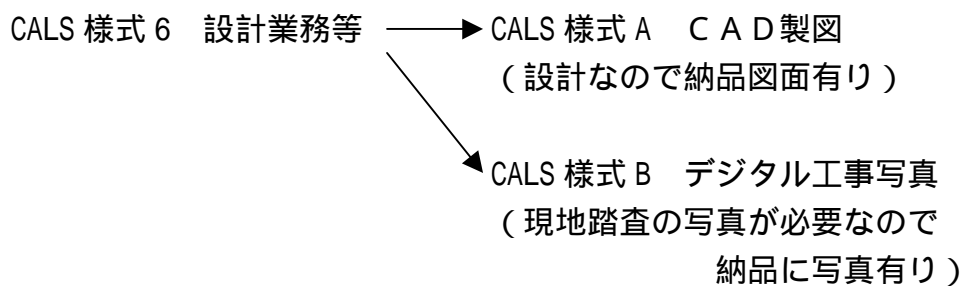 CALS 様式 6　設計業務等
CALS 様式 A　ＣＡＤ製図
（設計なので納品図面有り）
CALS 様式 B　デジタル工事写真
（現地踏査の写真が必要なので
納品に写真有り）